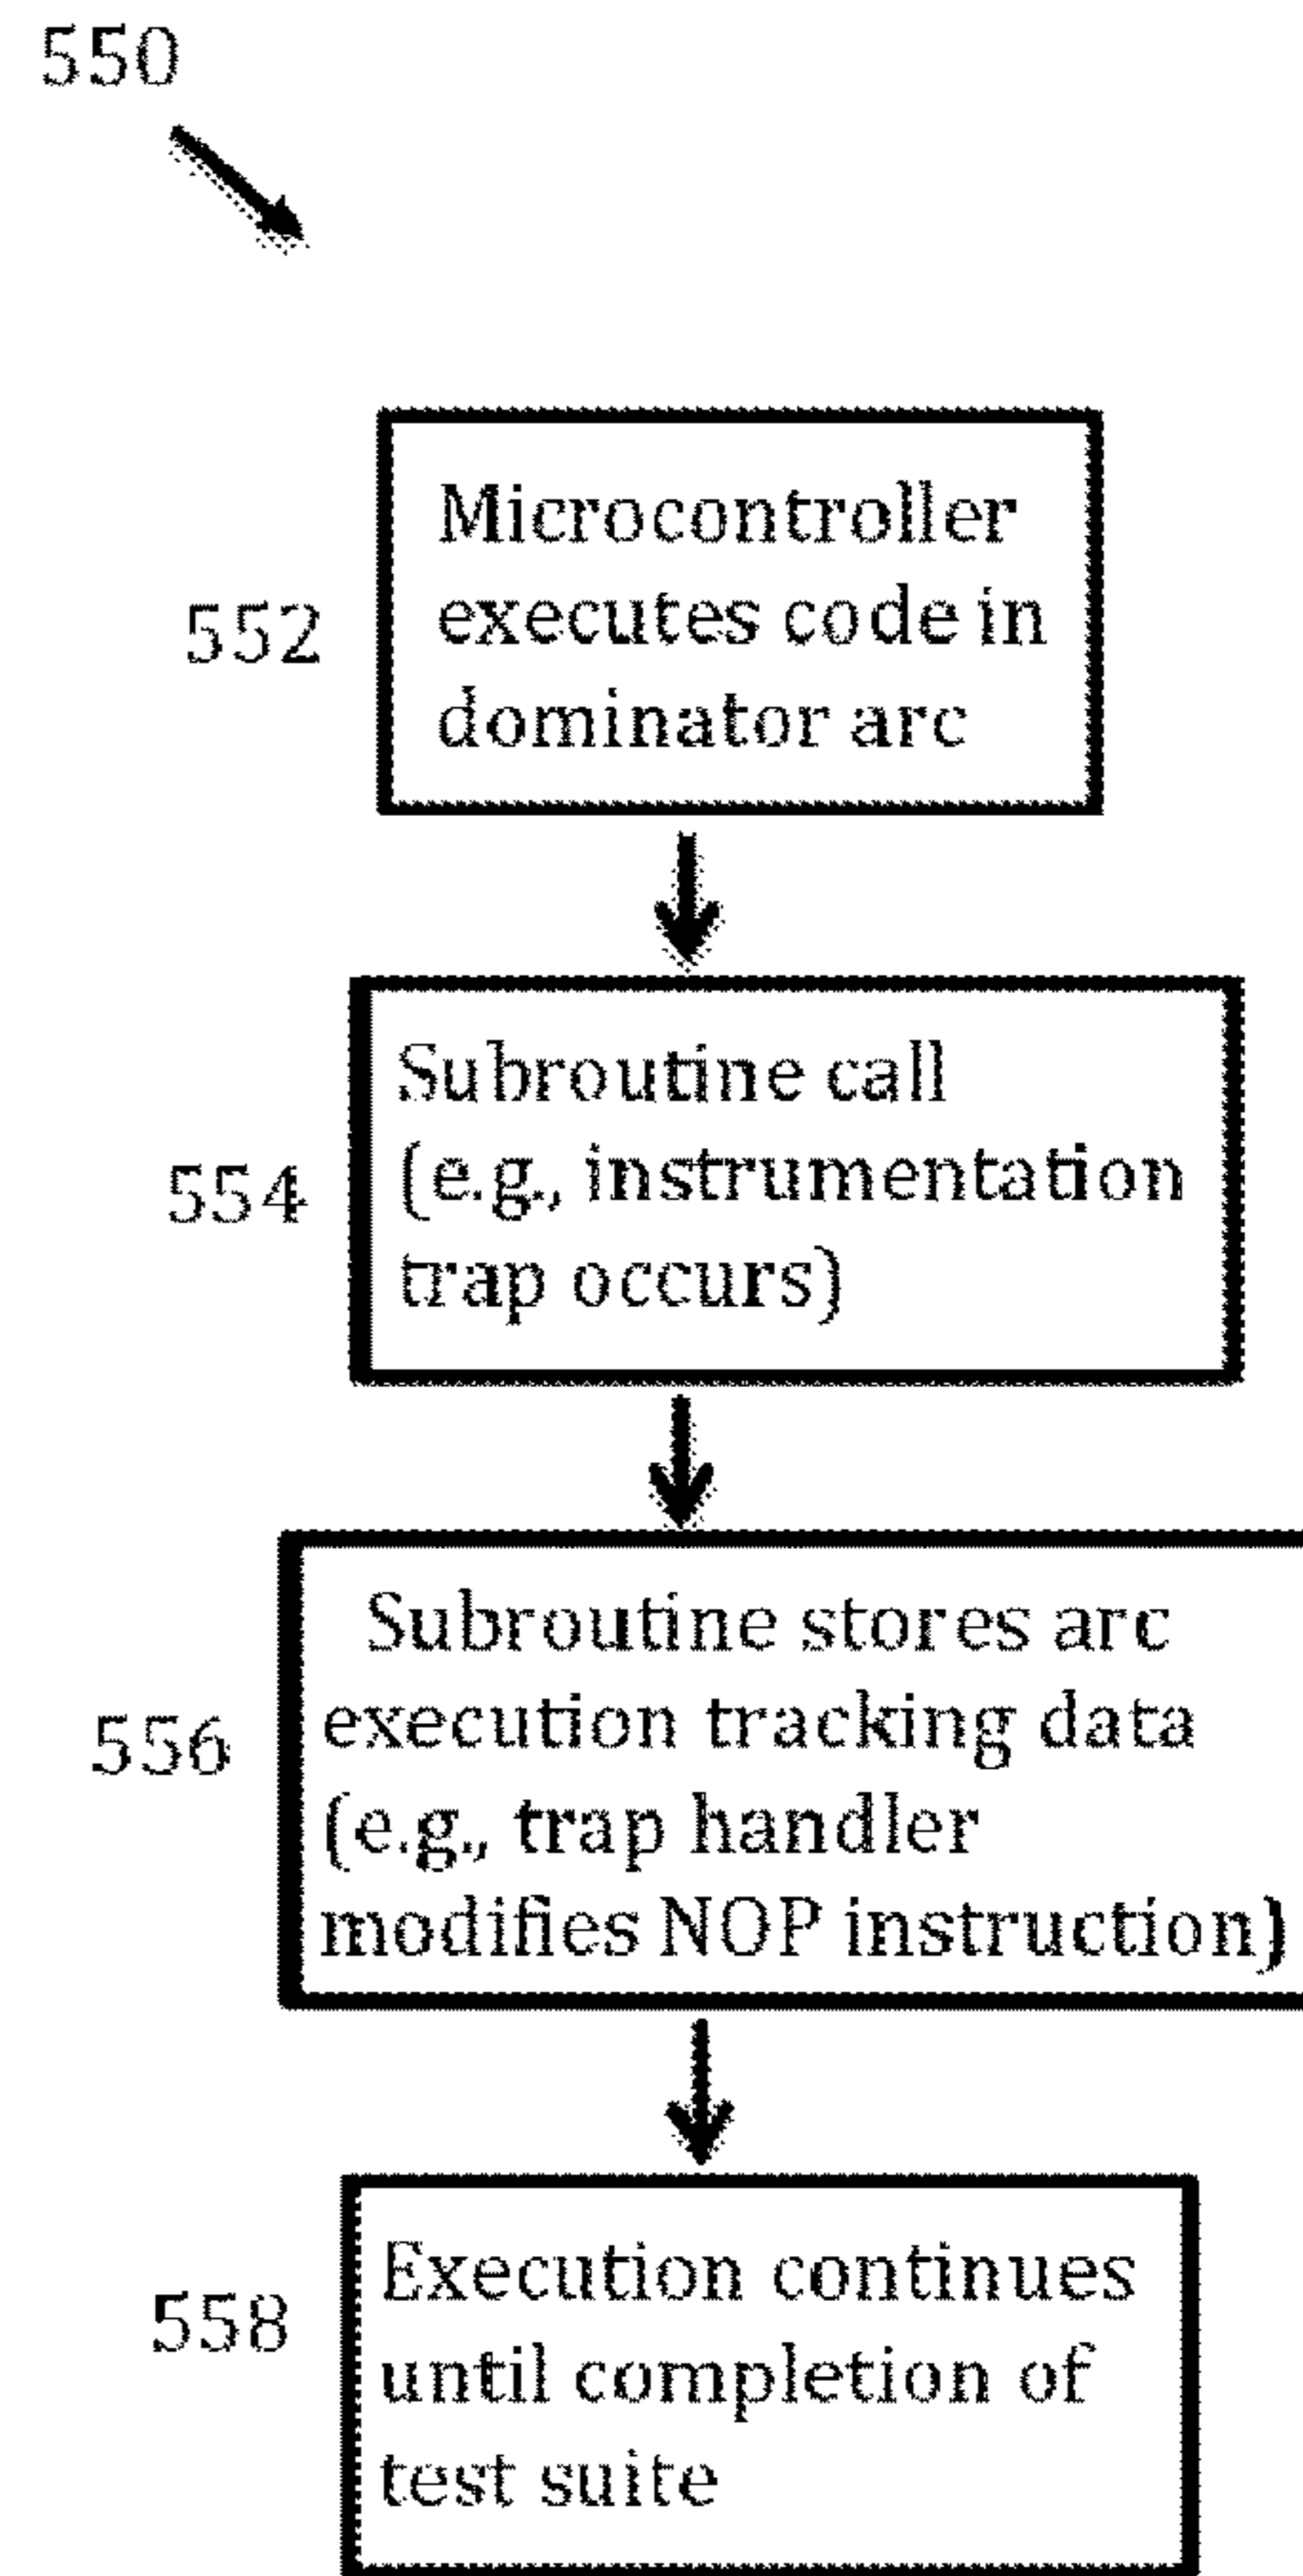 550
552
Microcontroller
executes code in
dominator arc
554
Subroutine call
(e.g., instrumentation
trap occurs)
556
Subroutine stores arc
execution tracking data
(e.g., trap handler
modifies NOP instruction)
558
Execution continues
until completion of
test suite